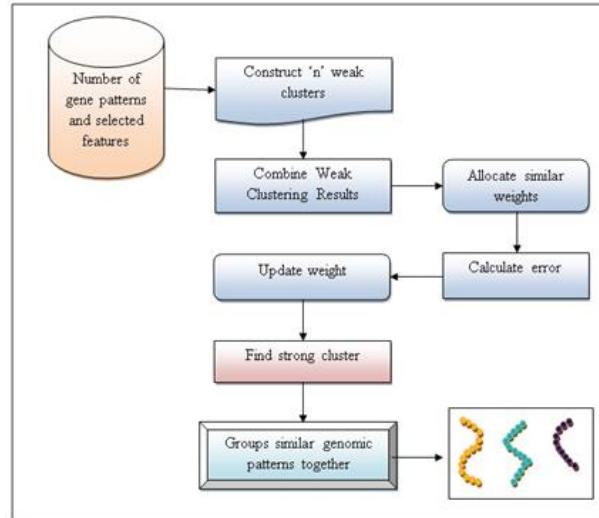 Number of
gene patterns
and selected
features
Construct ‘n’ weak
clusters
Combine Weak
Clustering Results
Allocate similar
weights
Calculate error
Update weight
Find strong cluster
Groups similar genomic
patterns together